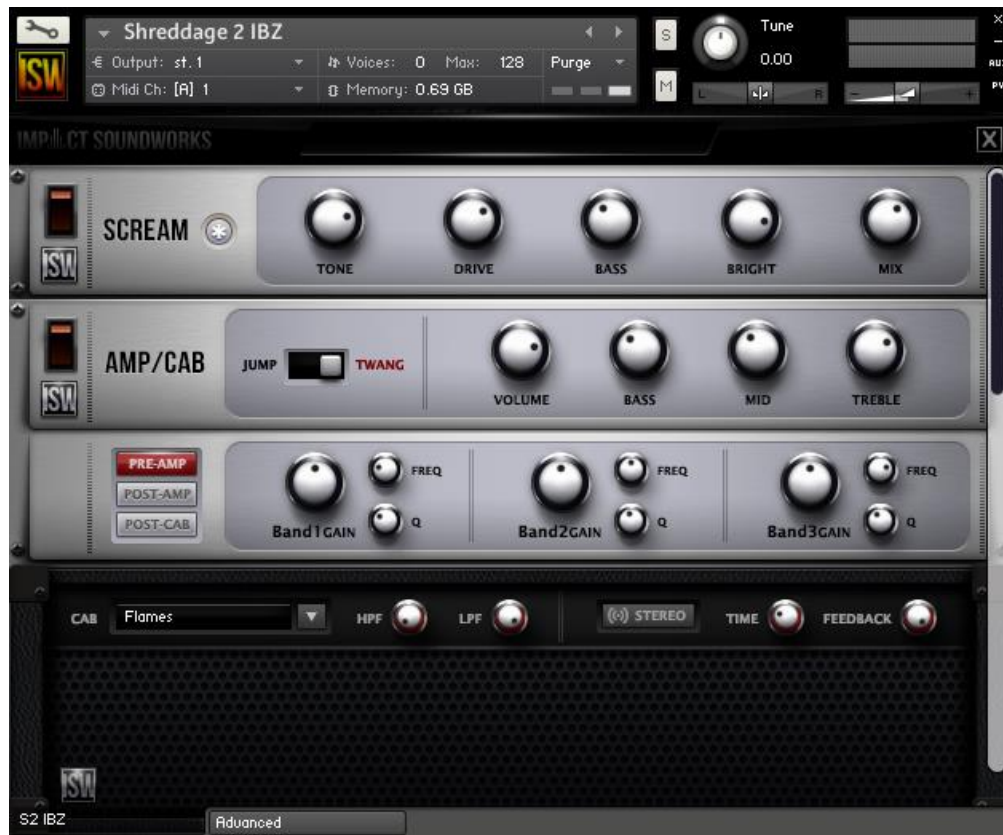 Shreddage 2 IBZ
S
Tune
0.00
Output: st.1
Voices: 0 Max: 128
Purge
Midi Ch: [A] 1
Memory: 0.69 GB
M
L
R
-
+
AUX
PV
ISW
IMPACT SOUNDWORKS
X
SCREAM
TONE
DRIVE
BASS
BRIGHT
MIX
ISW
AMP/CAB
JUMP
TWANG
VOLUME
BASS
MID
TREBLE
ISW
PRE-AMP
POST-AMP
POST-CAB
Band1GAIN
FREQ
Q
Band2GAIN
FREQ
Q
Band3GAIN
FREQ
Q
CAB
Flames
HPF
LPF
STEREO
TIME
FEEDBACK
ISW
S2 IBZ
Advanced